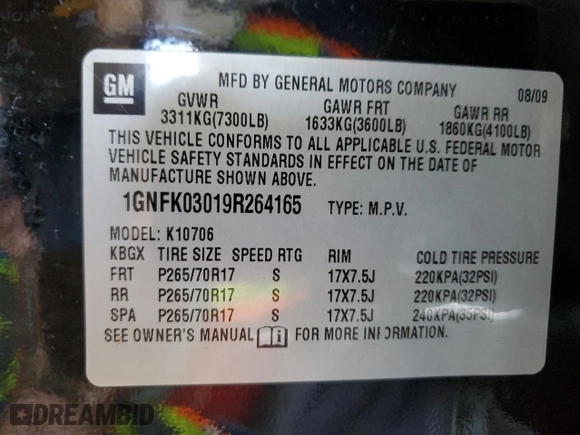 GM
MFD BY GENERAL MOTORS COMPANY 08/09
GVWR GAWR FRT GAWR RR
3311KG(7300LB) 1633KG(3600LB) 1860KG(4100LB)
THIS VEHICLE CONFORMS TO ALL APPLICABLE U.S. FEDERAL MOTOR
VEHICLE SAFETY STANDARDS IN EFFECT ON THE DATE OF
MANUFACTURE SHOWN ABOVE.
1GNFK03019R264165 TYPE: M.P.V.
MODEL: K10706
KBGX TIRE SIZE SPEED RTG RIM COLD TIRE PRESSURE
FRT P265/70R17 S 17X7.5J 220KPA(32PSI)
RR P265/70R17 S 17X7.5J 220KPA(32PSI)
SPA P265/70R17 S 17X7.5J 240KPA(35PSI)
SEE OWNER'S MANUAL i FOR MORE INFORMATION.
DREAMBID